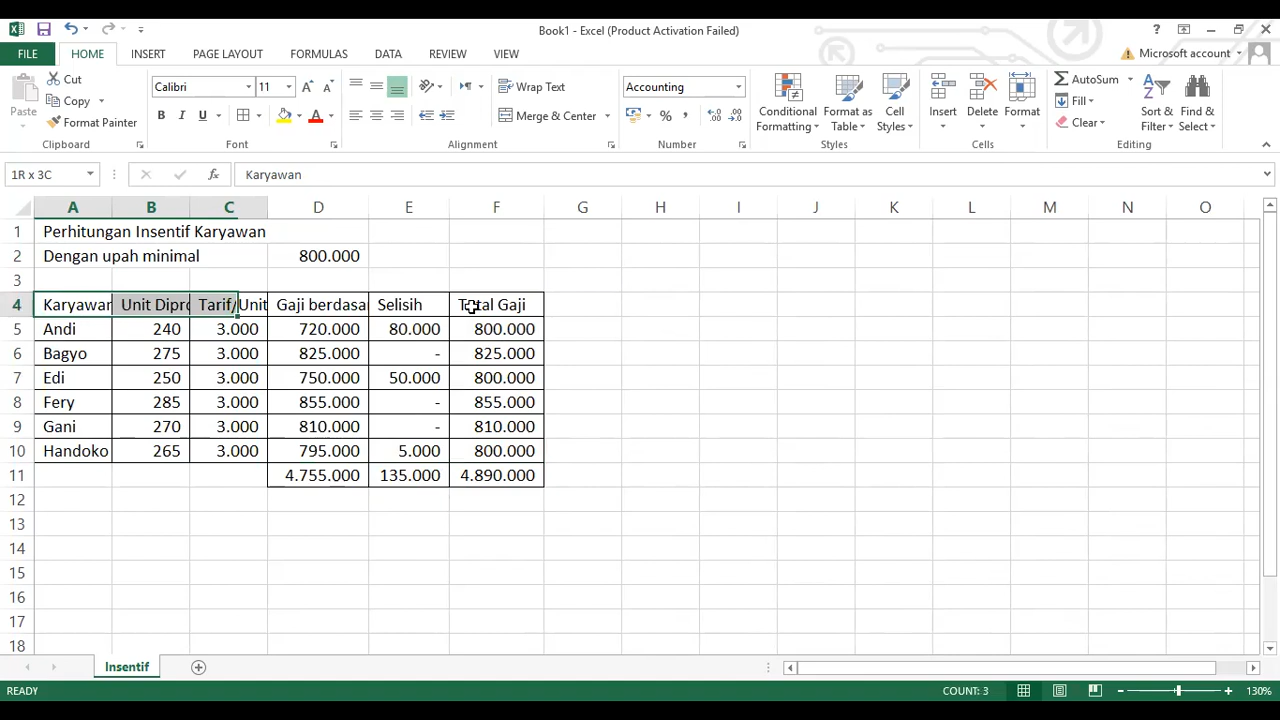 Book1 - Excel (Product Activation Failed)
FILE HOME INSERT PAGE LAYOUT FORMULAS DATA REVIEW VIEW Microsoft account
Cut
Copy
Format Painter
Paste
Clipboard
Calibri 11
B I U A
Font
Wrap Text
Merge & Center
Alignment
Accounting
%
Number
Conditional Formatting
Format as Table
Cell Styles
Styles
Insert Delete Format
Cells
AutoSum
Fill
Clear
Sort & Filter
Find & Select
Editing
1R x 3C fx Karyawan
A B C D E F G H I J K L M N O
1 Perhitungan Insentif Karyawan
2 Dengan upah minimal 800.000
3
4 Karyawan Unit Dipro Tarif/Unit Gaji berdasa Selisih Total Gaji
5 Andi 240 3.000 720.000 80.000 800.000
6 Bagyo 275 3.000 825.000 - 825.000
7 Edi 250 3.000 750.000 50.000 800.000
8 Fery 285 3.000 855.000 - 855.000
9 Gani 270 3.000 810.000 - 810.000
10 Handoko 265 3.000 795.000 5.000 800.000
11 4.755.000 135.000 4.890.000
12
13
14
15
16
17
18
Insentif
READY COUNT: 3 130%